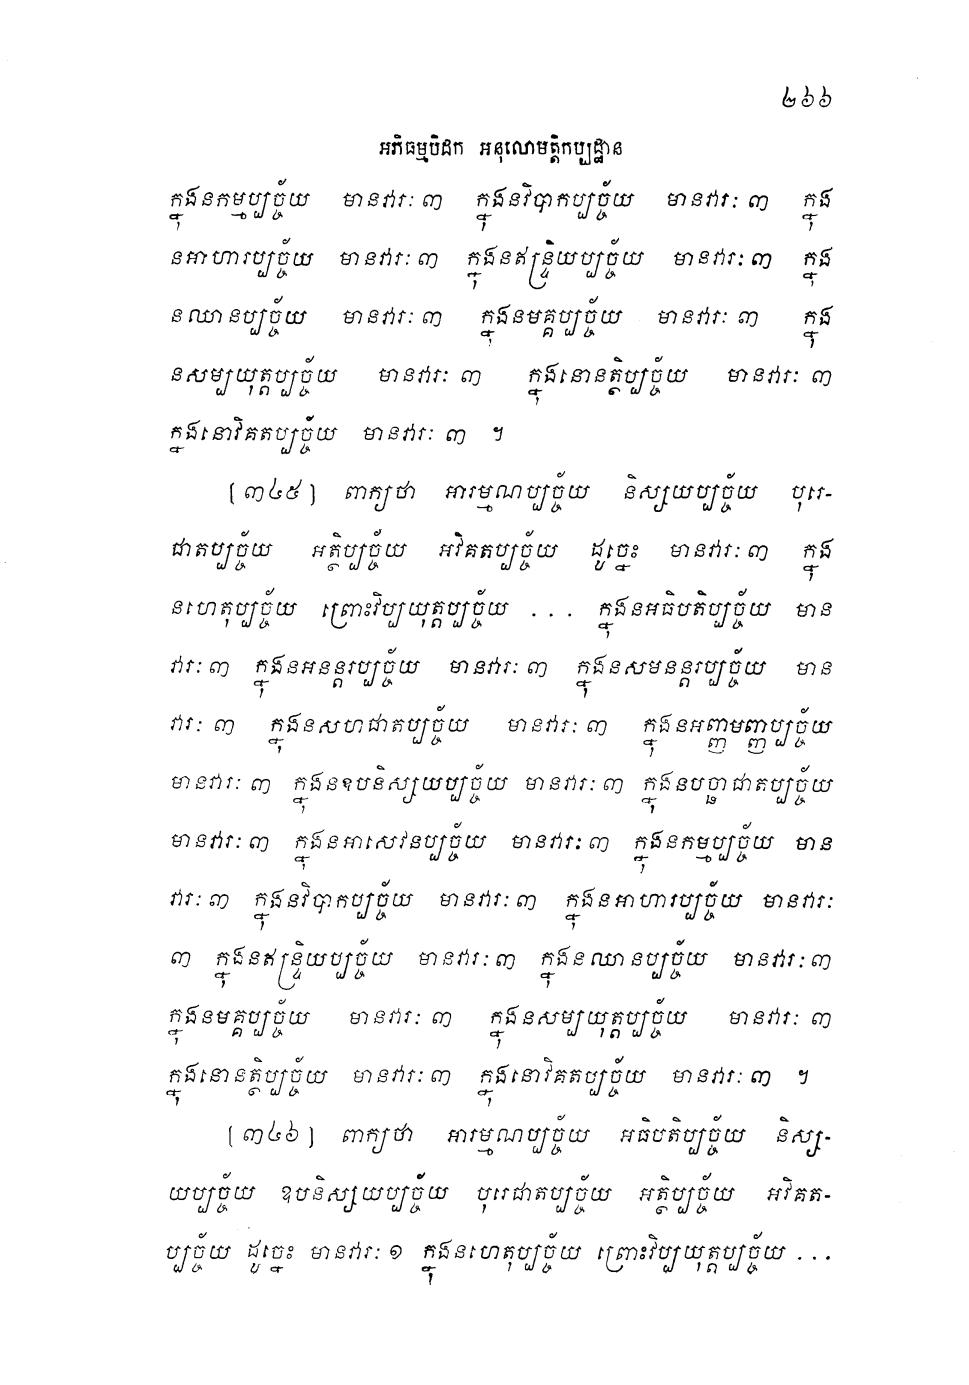 ២៦៦
អភិធម្មបិដក អនុលោមត្តិកប្បដ្ឋាន
ក្នុងនកម្មប្បច្ច័យ មានវារៈ ៣ ក្នុងនវិបាកប្បច្ច័យ មានវារៈ ៣ ក្នុង
នអាហារប្បច្ច័យ មានវារៈ ៣ ក្នុងនឥន្ទ្រិយប្បច្ច័យ មានវារៈ ៣ ក្នុង
នឈានប្បច្ច័យ មានវារៈ ៣ ក្នុងនមគ្គប្បច្ច័យ មានវារៈ ៣ ក្នុង
នសម្បយុត្តប្បច្ច័យ មានវារៈ ៣ ក្នុងនោនត្ថិប្បច្ច័យ មានវារៈ ៣
ក្នុងនោវិគតប្បច្ច័យ មានវារៈ ៣ ។
[៣៤៥] ពាក្យថា អារម្មណប្បច្ច័យ និស្សយប្បច្ច័យ បុរេ-
ជាតប្បច្ច័យ អត្ថិប្បច្ច័យ អវិគតប្បច្ច័យ ដូច្នេះ មានវារៈ ៣ ក្នុង
នហេតុប្បច្ច័យ ព្រោះវិប្បយុត្តប្បច្ច័យ ... ក្នុងនអធិបតិប្បច្ច័យ មាន
វារៈ ៣ ក្នុងនអនន្តរប្បច្ច័យ មានវារៈ ៣ ក្នុងនសមនន្តរប្បច្ច័យ មាន
វារៈ ៣ ក្នុងនសហជាតប្បច្ច័យ មានវារៈ ៣ ក្នុងនអញ្ញមញ្ញប្បច្ច័យ
មានវារៈ ៣ ក្នុងនឧបនិស្សយប្បច្ច័យ មានវារៈ ៣ ក្នុងនបច្ឆាជាតប្បច្ច័យ
មានវារៈ ៣ ក្នុងនអាសេវនប្បច្ច័យ មានវារៈ ៣ ក្នុងនកម្មប្បច្ច័យ មាន
វារៈ ៣ ក្នុងនវិបាកប្បច្ច័យ មានវារៈ ៣ ក្នុងនអាហារប្បច្ច័យ មានវារៈ
៣ ក្នុងនឥន្ទ្រិយប្បច្ច័យ មានវារៈ ៣ ក្នុងនឈានប្បច្ច័យ មានវារៈ ៣
ក្នុងនមគ្គប្បច្ច័យ មានវារៈ ៣ ក្នុងនសម្បយុត្តប្បច្ច័យ មានវារៈ ៣
ក្នុងនោនត្ថិប្បច្ច័យ មានវារៈ ៣ ក្នុងនោវិគតប្បច្ច័យ មានវារៈ ៣ ។
[៣៤៦] ពាក្យថា អារម្មណប្បច្ច័យ អធិបតិប្បច្ច័យ និស្ស-
យប្បច្ច័យ ឧបនិស្សយប្បច្ច័យ បុរេជាតប្បច្ច័យ អត្ថិប្បច្ច័យ អវិគត-
ប្បច្ច័យ ដូច្នេះ មានវារៈ ១ ក្នុងនហេតុប្បច្ច័យ ព្រោះវិប្បយុត្តប្បច្ច័យ ...